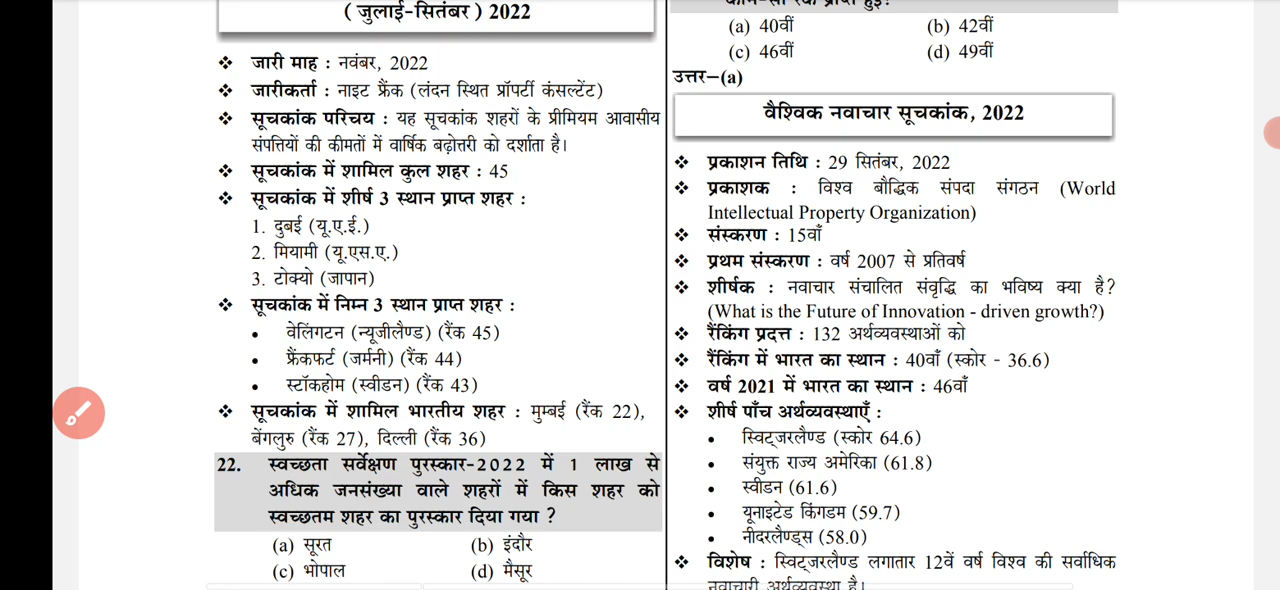 ( जुलाई-सितंबर ) 2022
❖ जारी माह : नवंबर, 2022
❖ जारीकर्ता : नाइट फ्रैंक (लंदन स्थित प्रॉपर्टी कंसल्टेंट)
❖ सूचकांक परिचय : यह सूचकांक शहरों के प्रीमियम आवासीय
संपत्तियों की कीमतों में वार्षिक बढ़ोत्तरी को दर्शाता है।
❖ सूचकांक में शामिल कुल शहर : 45
❖ सूचकांक में शीर्ष 3 स्थान प्राप्त शहर :
1. दुबई (यू.ए.ई.)
2. मियामी (यू.एस.ए.)
3. टोक्यो (जापान)
❖ सूचकांक में निम्न 3 स्थान प्राप्त शहर :
• वेलिंगटन (न्यूजीलैण्ड) (रैंक 45)
• फ्रैंकफर्ट (जर्मनी) (रैंक 44)
• स्टॉकहोम (स्वीडन) (रैंक 43)
❖ सूचकांक में शामिल भारतीय शहर : मुम्बई (रैंक 22),
बेंगलुरु (रैंक 27), दिल्ली (रैंक 36)
22. स्वच्छता सर्वेक्षण पुरस्कार-2022 में 1 लाख से
अधिक जनसंख्या वाले शहरों में किस शहर को
स्वच्छतम शहर का पुरस्कार दिया गया ?
(a) सूरत (b) इंदौर
(c) भोपाल (d) मैसूर
(a) 40वीं (b) 42वीं
(c) 46वीं (d) 49वीं
उत्तर–(a)
वैश्विक नवाचार सूचकांक, 2022
❖ प्रकाशन तिथि : 29 सितंबर, 2022
❖ प्रकाशक : विश्व बौद्धिक संपदा संगठन (World
Intellectual Property Organization)
❖ संस्करण : 15वाँ
❖ प्रथम संस्करण : वर्ष 2007 से प्रतिवर्ष
❖ शीर्षक : नवाचार संचालित संवृद्धि का भविष्य क्या है?
(What is the Future of Innovation - driven growth?)
❖ रैंकिंग प्रदत्त : 132 अर्थव्यवस्थाओं को
❖ रैंकिंग में भारत का स्थान : 40वाँ (स्कोर - 36.6)
❖ वर्ष 2021 में भारत का स्थान : 46वाँ
❖ शीर्ष पाँच अर्थव्यवस्थाएँ :
• स्विट्जरलैण्ड (स्कोर 64.6)
• संयुक्त राज्य अमेरिका (61.8)
• स्वीडन (61.6)
• यूनाइटेड किंगडम (59.7)
• नीदरलैण्ड्स (58.0)
❖ विशेष : स्विट्जरलैण्ड लगातार 12वें वर्ष विश्व की सर्वाधिक
नवाचारी अर्थव्यवस्था है।